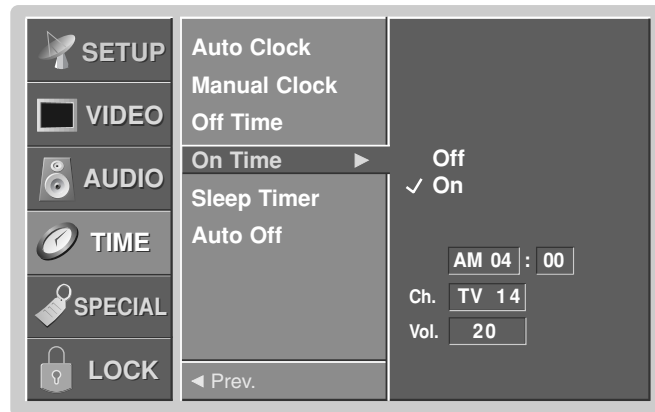 SETUP
VIDEO
AUDIO
TIME
SPECIAL
LOCK
Auto Clock
Manual Clock
Off Time
On Time ►
Sleep Timer
Auto Off
◄ Prev.
Off
✓ On
AM 04 : 00
Ch. TV 14
Vol. 20